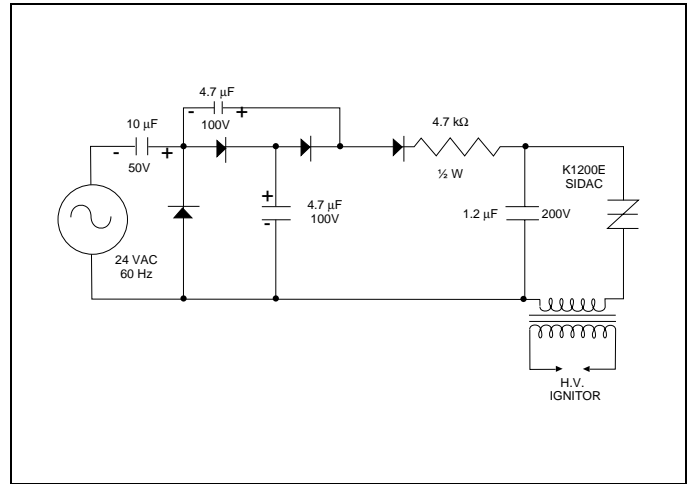 4.7 µF
- +
100V
10 µF
- +
50V
4.7 kΩ
½ W
K1200E
SIDAC
+
4.7 µF
100V
-
1.2 µF 200V
24 VAC
60 Hz
H.V.
IGNITOR